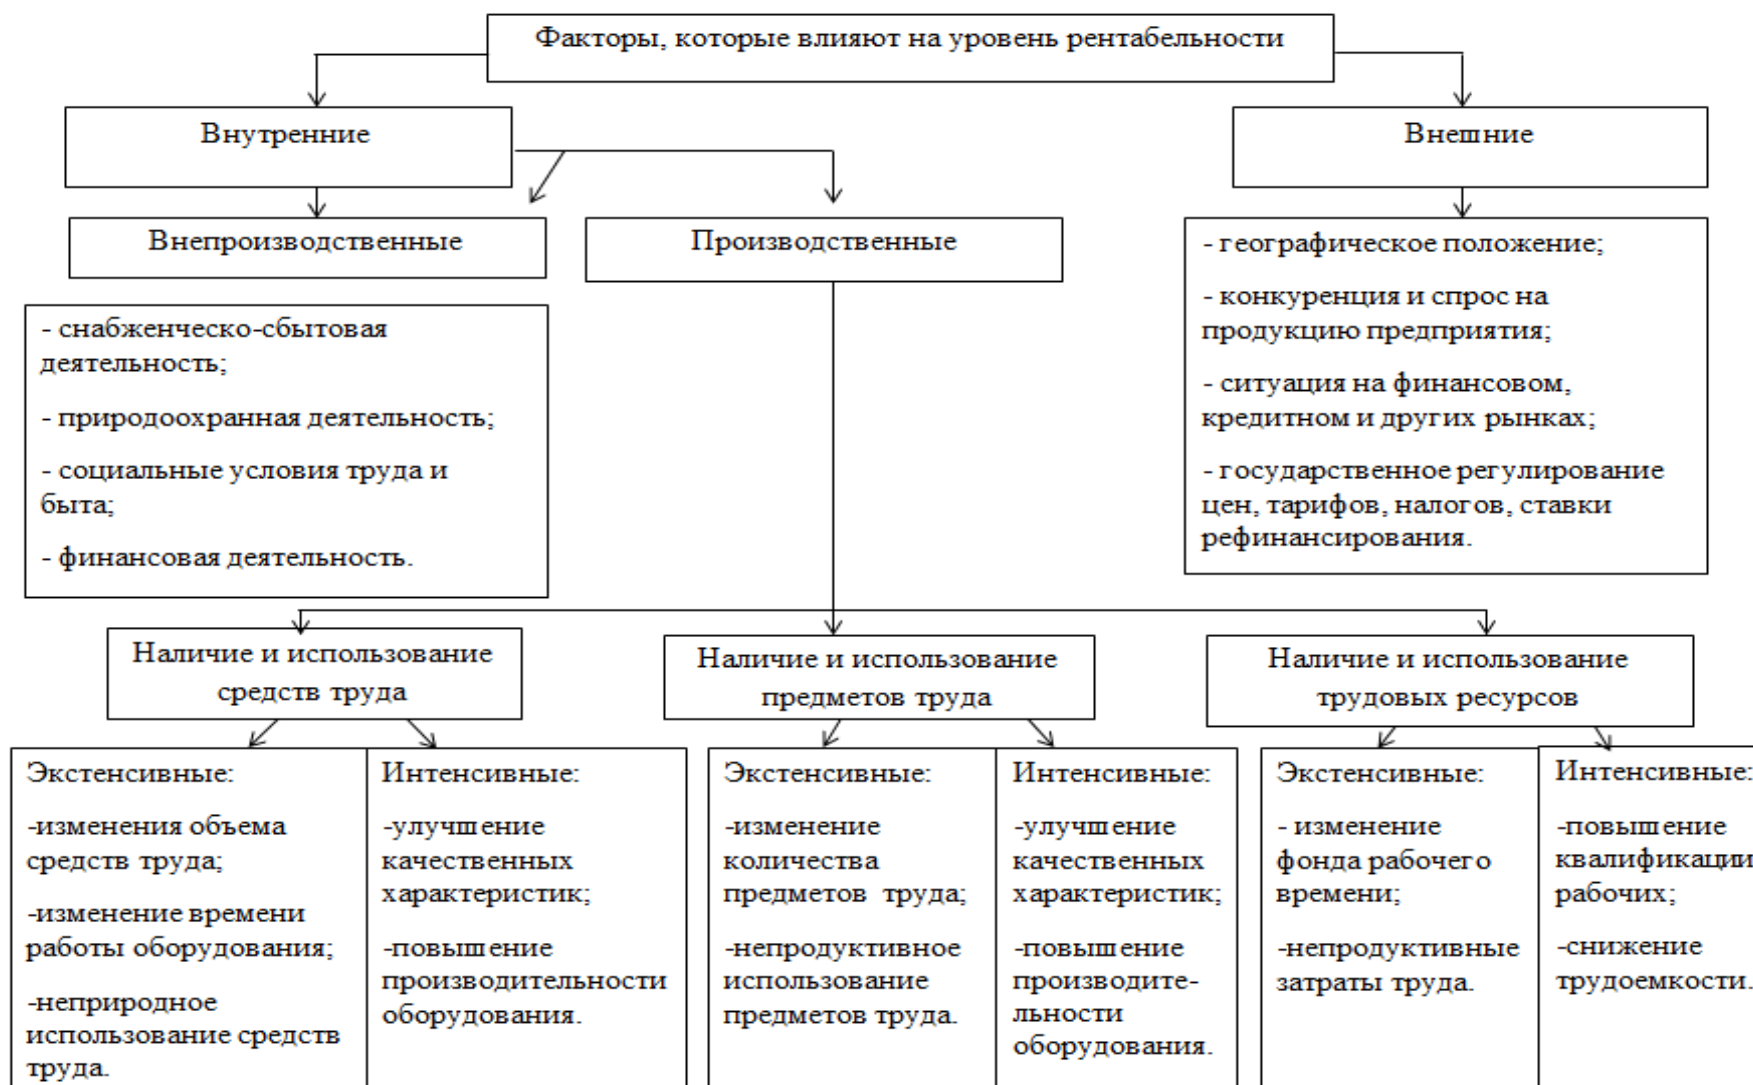 Факторы, которые влияют на уровень рентабельности
Внутренние
Внешние
Внепроизводственные
Производственные
- снабженческо-сбытовая
деятельность;
- природоохранная деятельность;
- социальные условия труда и
быта;
- финансовая деятельность.
- географическое положение;
- конкуренция и спрос на
продукцию предприятия;
- ситуация на финансовом,
кредитном и других рынках;
- государственное регулирование
цен, тарифов, налогов, ставки
рефинансирования.
Наличие и использование
средств труда
Наличие и использование
предметов труда
Наличие и использование
трудовых ресурсов
Экстенсивные:
-изменения объема
средств труда;
-изменение времени
работы оборудования;
-неприродное
использование средств
труда.
Интенсивные:
-улучшение
качественных
характеристик;
-повышение
производительности
оборудования.
Экстенсивные:
-изменение
количества
предметов труда;
-непродуктивное
использование
предметов труда.
Интенсивные:
-улучшение
качественных
характеристик;
-повышение
производите-
льности
оборудования.
Экстенсивные:
- изменение
фонда рабочего
времени;
-непродуктивные
затраты труда.
Интенсивные:
-повышение
квалификации
рабочих;
-снижение
трудоемкости.